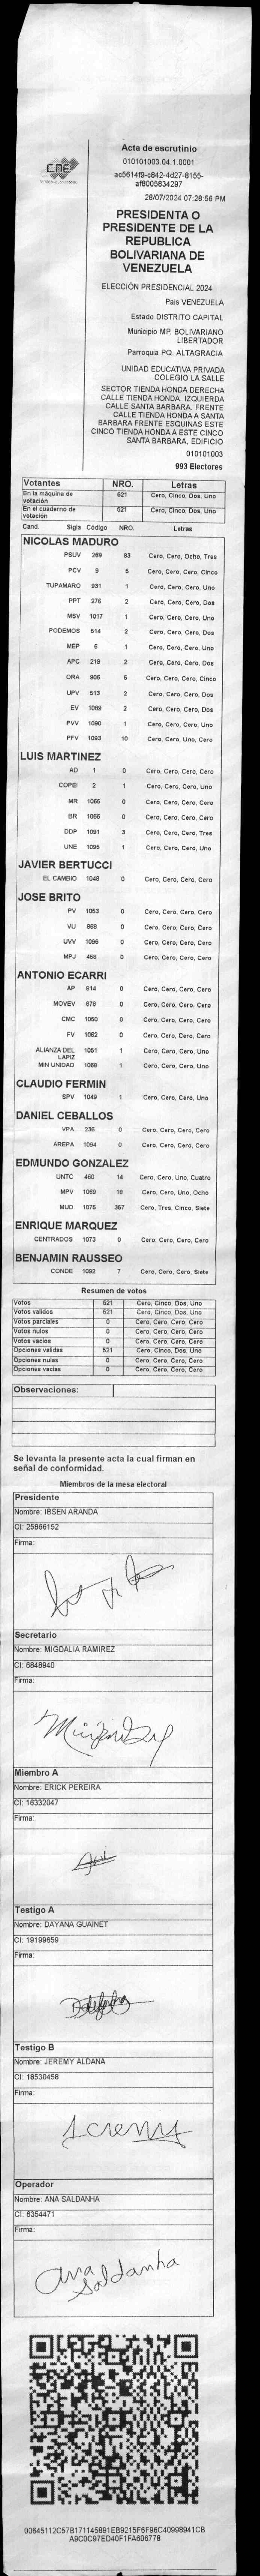 CNE
Acta de escrutinio
010101003.04.1.0001
ac5614f9-c842-4d27-8155-
af8005834297
28/07/2024 07:28:56 PM
PRESIDENTA O
PRESIDENTE DE LA
REPUBLICA
BOLIVARIANA DE
VENEZUELA
ELECCIÓN PRESIDENCIAL 2024
País VENEZUELA
Estado DISTRITO CAPITAL
Municipio MP. BOLIVARIANO
LIBERTADOR
Parroquia PQ. ALTAGRACIA
UNIDAD EDUCATIVA PRIVADA
COLEGIO LA SALLE
SECTOR TIENDA HONDA DERECHA
CALLE TIENDA HONDA. IZQUIERDA
CALLE SANTA BARBARA. FRENTE
CALLE TIENDA HONDA A SANTA
BARBARA FRENTE ESQUINAS ESTE
CINCO TIENDA HONDA A ESTE CINCO
SANTA BARBARA, EDIFICIO
010101003
993 Electores
Votantes NRO. Letras
En la máquina de
votación 521 Cero, Cinco, Dos, Uno
En el cuaderno de
votación 521 Cero, Cinco, Dos, Uno
Cand. Sigla Código NRO. Letras
NICOLAS MADURO
PSUV 269 83 Cero, Cero, Ocho, Tres
PCV 9 5 Cero, Cero, Cero, Cinco
TUPAMARO 931 1 Cero, Cero, Cero, Uno
PPT 276 2 Cero, Cero, Cero, Dos
MSV 1017 1 Cero, Cero, Cero, Uno
PODEMOS 514 2 Cero, Cero, Cero, Dos
MEP 6 1 Cero, Cero, Cero, Uno
APC 219 2 Cero, Cero, Cero, Dos
ORA 906 5 Cero, Cero, Cero, Cinco
UPV 513 2 Cero, Cero, Cero, Dos
EV 1089 2 Cero, Cero, Cero, Dos
PVV 1090 1 Cero, Cero, Cero, Uno
PFV 1093 10 Cero, Cero, Uno, Cero
LUIS MARTINEZ
AD 1 0 Cero, Cero, Cero, Cero
COPEI 2 1 Cero, Cero, Cero, Uno
MR 1065 0 Cero, Cero, Cero, Cero
BR 1066 0 Cero, Cero, Cero, Cero
DDP 1091 3 Cero, Cero, Cero, Tres
UNE 1095 1 Cero, Cero, Cero, Uno
JAVIER BERTUCCI
EL CAMBIO 1048 0 Cero, Cero, Cero, Cero
JOSE BRITO
PV 1053 0 Cero, Cero, Cero, Cero
VU 969 0 Cero, Cero, Cero, Cero
UVV 1096 0 Cero, Cero, Cero, Cero
MPJ 458 0 Cero, Cero, Cero, Cero
ANTONIO ECARRI
AP 914 0 Cero, Cero, Cero, Cero
MOVEV 878 0 Cero, Cero, Cero, Cero
CMC 1050 0 Cero, Cero, Cero, Cero
FV 1062 0 Cero, Cero, Cero, Cero
ALIANZA DEL
LAPIZ 1051 1 Cero, Cero, Cero, Uno
MIN UNIDAD 1068 1 Cero, Cero, Cero, Uno
CLAUDIO FERMIN
SPV 1049 1 Cero, Cero, Cero, Uno
DANIEL CEBALLOS
VPA 236 0 Cero, Cero, Cero, Cero
AREPA 1094 0 Cero, Cero, Cero, Cero
EDMUNDO GONZALEZ
UNTC 460 14 Cero, Cero, Uno, Cuatro
MPV 1069 18 Cero, Cero, Uno, Ocho
MUD 1075 357 Cero, Tres, Cinco, Siete
ENRIQUE MARQUEZ
CENTRADOS 1073 0 Cero, Cero, Cero, Cero
BENJAMIN RAUSSEO
CONDE 1092 7 Cero, Cero, Cero, Siete
Resumen de votos
Votos 521 Cero, Cinco, Dos, Uno
Votos validos 521 Cero, Cinco, Dos, Uno
Votos parciales 0 Cero, Cero, Cero, Cero
Votos nulos 0 Cero, Cero, Cero, Cero
Votos vacios 0 Cero, Cero, Cero, Cero
Opciones validas 521 Cero, Cinco, Dos, Uno
Opciones nulas 0 Cero, Cero, Cero, Cero
Opciones vacias 0 Cero, Cero, Cero, Cero
Observaciones:
Se levanta la presente acta la cual firman en
señal de conformidad.
Miembros de la mesa electoral
Presidente
Nombre: IBSEN ARANDA
CI: 25866152
Firma:
Secretario
Nombre: MIGDALIA RAMIREZ
CI: 6848940
Firma:
Miembro A
Nombre: ERICK PEREIRA
CI: 16332047
Firma:
Testigo A
Nombre: DAYANA GUAINET
CI: 19199659
Firma:
Testigo B
Nombre: JEREMY ALDANA
CI: 18530458
Firma:
Jeremy
Operador
Nombre: ANA SALDANHA
CI: 6354471
Firma:
Ana
Saldanha
00645112C57B171145891EB9215F6F96C40998941CB
A9C0C97ED40F1FA606778